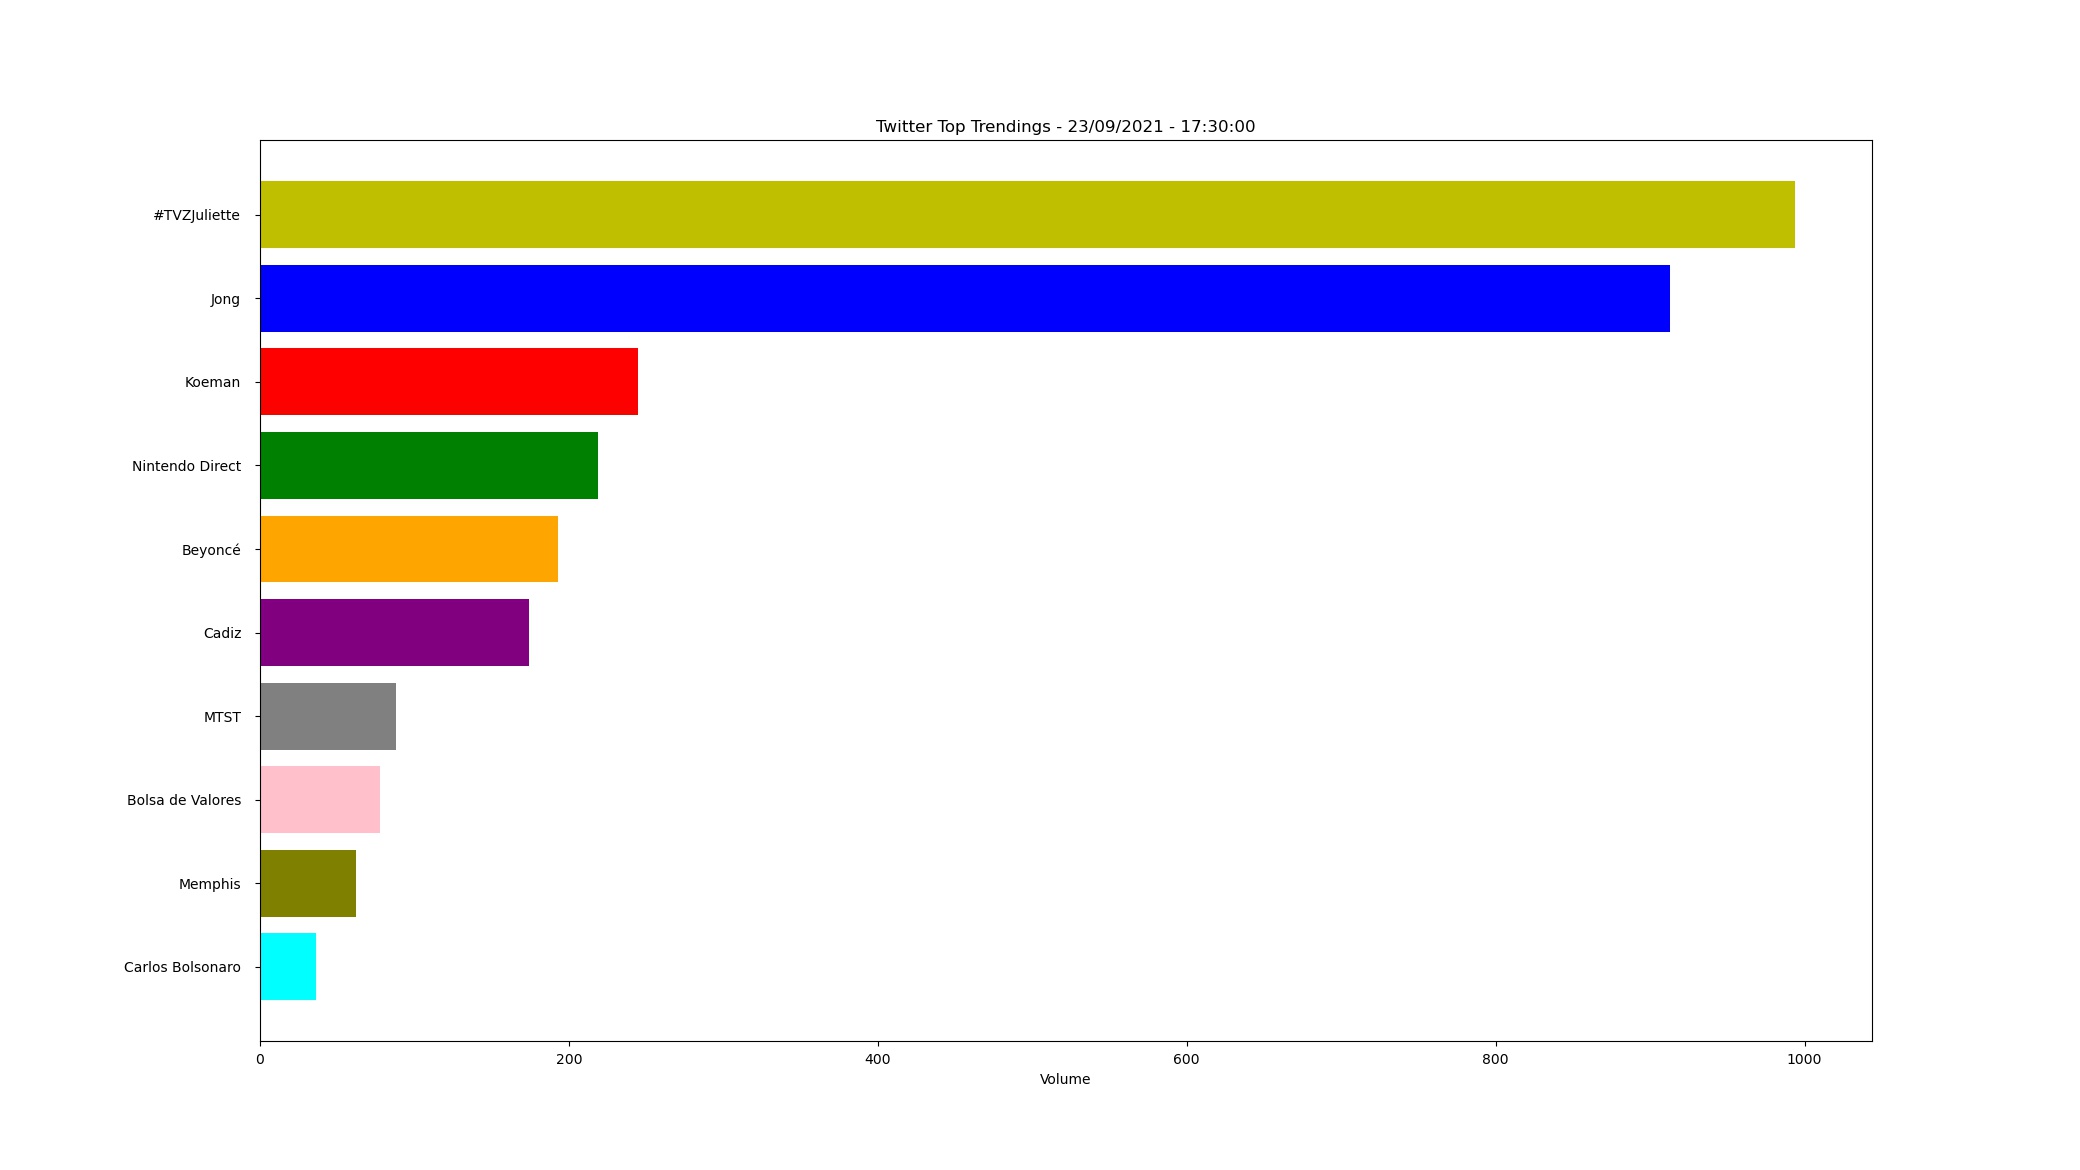 Twitter Top Trendings - 23/09/2021 - 17:30:00
#TVZJuliette
Jong
Koeman
Nintendo Direct
Beyoncé
Cadiz
MTST
Bolsa de Valores
Memphis
Carlos Bolsonaro
0 200 400 600 800 1000
Volume